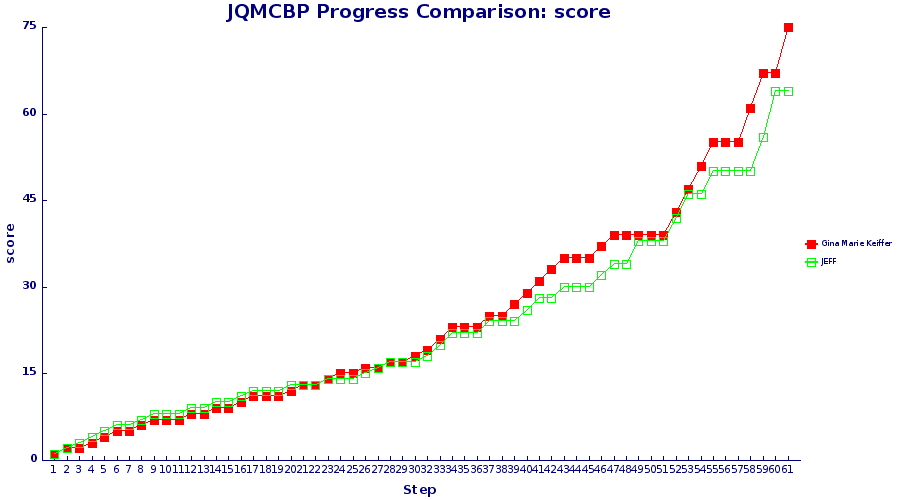 JQMCBP Progress Comparison: score
75
60
45
30
15
0
score
1 2 3 4 5 6 7 8 9 10 11 12 13 14 15 16 17 18 19 20 21 22 23 24 25 26 27 28 29 30 31 32 33 34 35 36 37 38 39 40 41 42 43 44 45 46 47 48 49 50 51 52 53 54 55 56 57 58 59 60 61
Step
Gina Marie Keiffer
JEFF